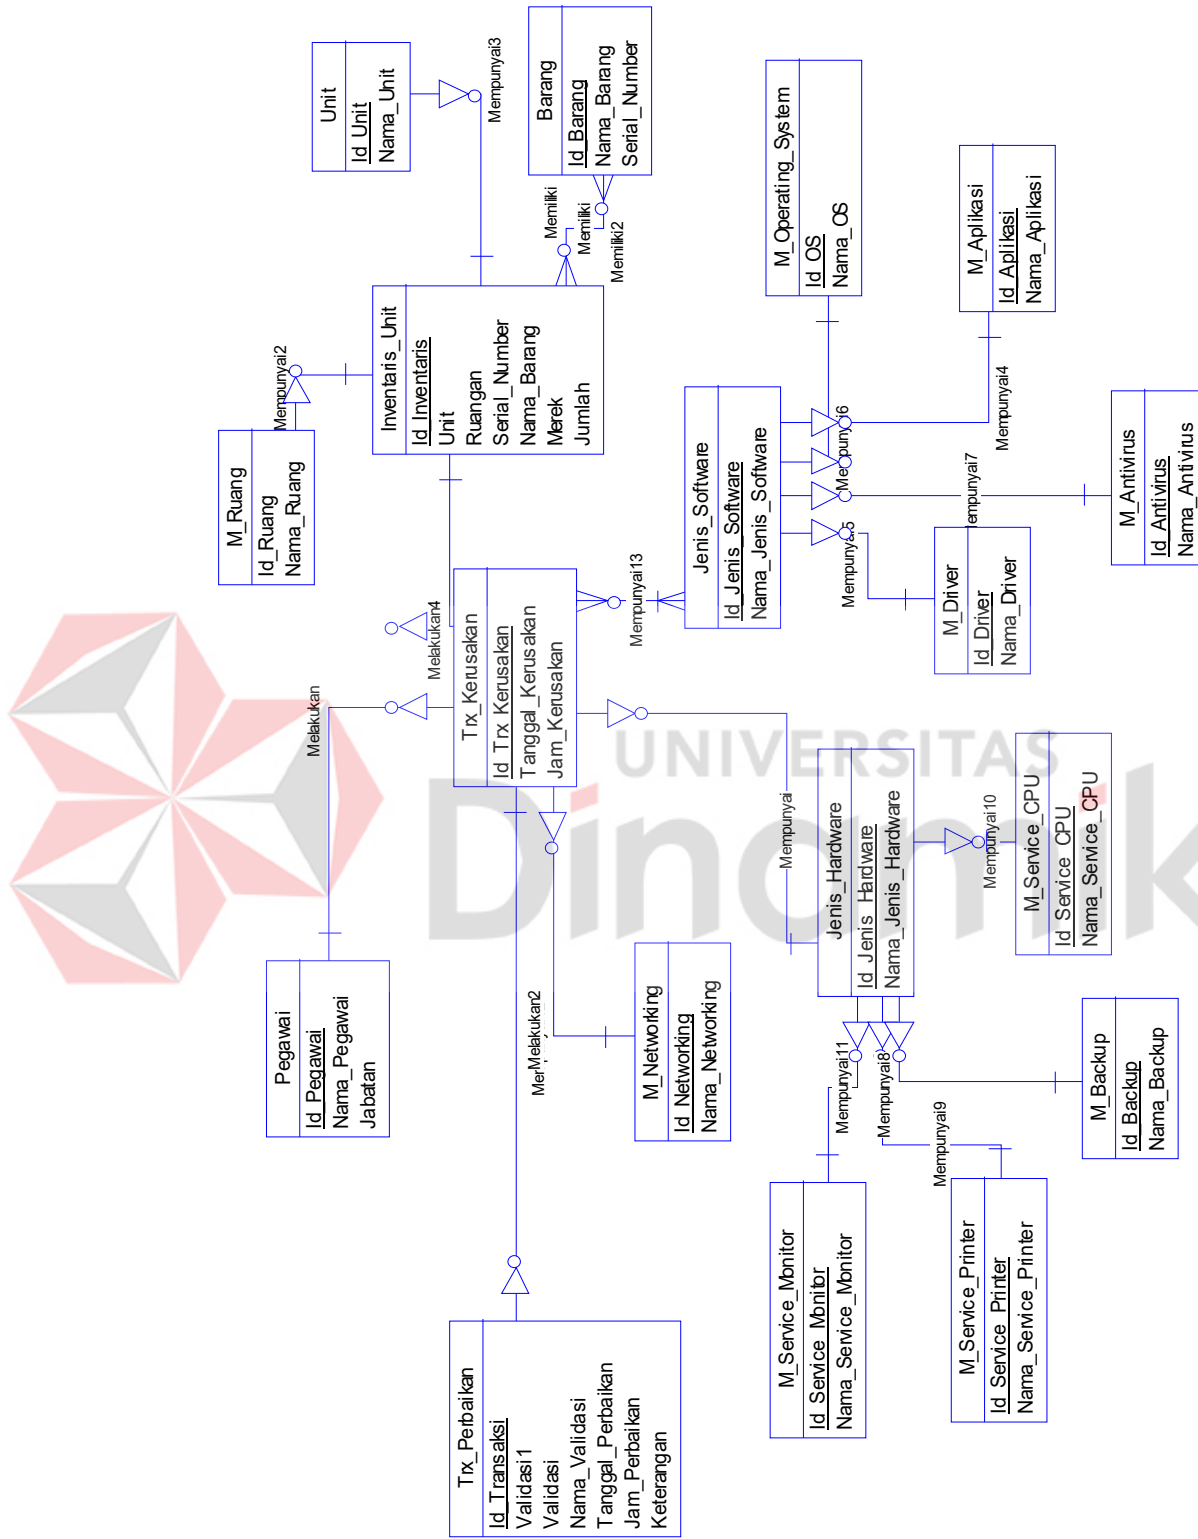 Trx_Perbaikan
Id_Transaksi
Validasi1
Validasi
Nama_Validasi
Tanggal_Perbaikan
Jam_Perbaikan
Keterangan
Pegawai
Id_Pegawai
Nama_Pegawai
Jabatan
Melakukan
M_Ruang
Id_Ruang
Nama_Ruang
Mempunyai2
Unit
Id_Unit
Nama_Unit
Mempunyai3
Inventaris_Unit
Id_Inventaris
Unit
Ruangan
Serial_Number
Nama_Barang
Merek
Jumlah
Memiliki
Memiliki
Memiliki2
Barang
Id_Barang
Nama_Barang
Serial_Number
Melakukan4
Trx_Kerusakan
Id_Trx_Kerusakan
Tanggal_Kerusakan
Jam_Kerusakan
Melakukan2
M_Networking
Id_Networking
Nama_Networking
Mempunyai13
Jenis_Software
Id_Jenis_Software
Nama_Jenis_Software
M_Operating_System
Id_OS
Nama_OS
Mempunyai6
M_Aplikasi
Id_Aplikasi
Nama_Aplikasi
Mempunyai4
M_Antivirus
Id_Antivirus
Nama_Antivirus
Mempunyai7
M_Driver
Id_Driver
Nama_Driver
Mempunyai5
Mempunyai
Jenis_Hardware
Id_Jenis_Hardware
Nama_Jenis_Hardware
Mempunyai10
M_Service_CPU
Id_Service_CPU
Nama_Service_CPU
Mempunyai11
M_Service_Monitor
Id_Service_Monitor
Nama_Service_Monitor
Mempunyai8
Mempunyai9
M_Service_Printer
Id_Service_Printer
Nama_Service_Printer
M_Backup
Id_Backup
Nama_Backup
UNIVERSITAS
Dinamik